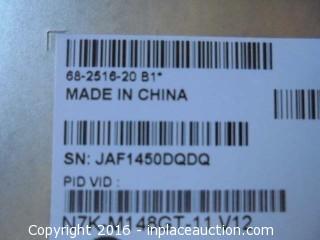 68-2516-20 B1*
MADE IN CHINA
SN: JAF1450DQDQ
PID VID :
N7K-M148GT-11 V12
Copyright 2016 - inplaceauction.com